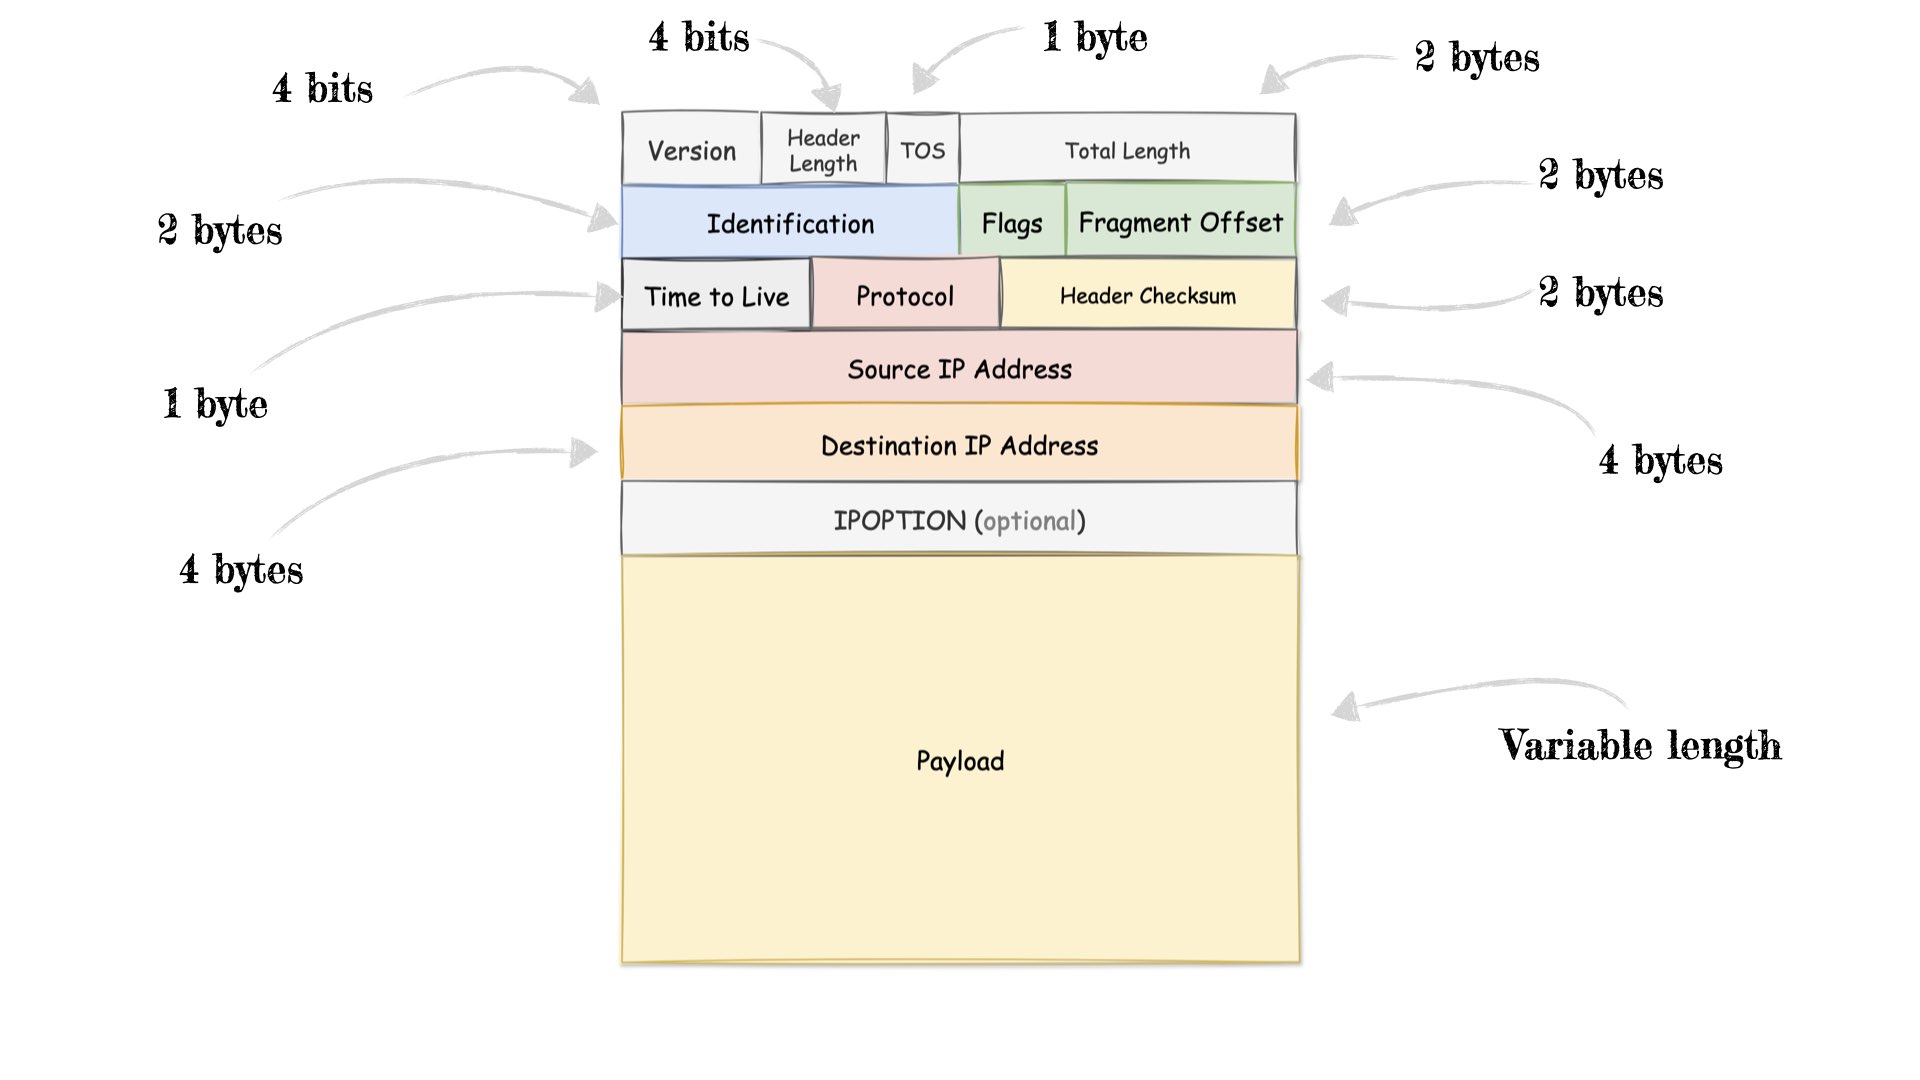 4 bits
1 byte
2 bytes
4 bits
Version
Header
Length
TOS
Total Length
2 bytes
2 bytes
Identification
Flags
Fragment Offset
Time to Live
Protocol
Header Checksum
2 bytes
Source IP Address
1 byte
Destination IP Address
4 bytes
IPOPTION (optional)
4 bytes
Payload
Variable length